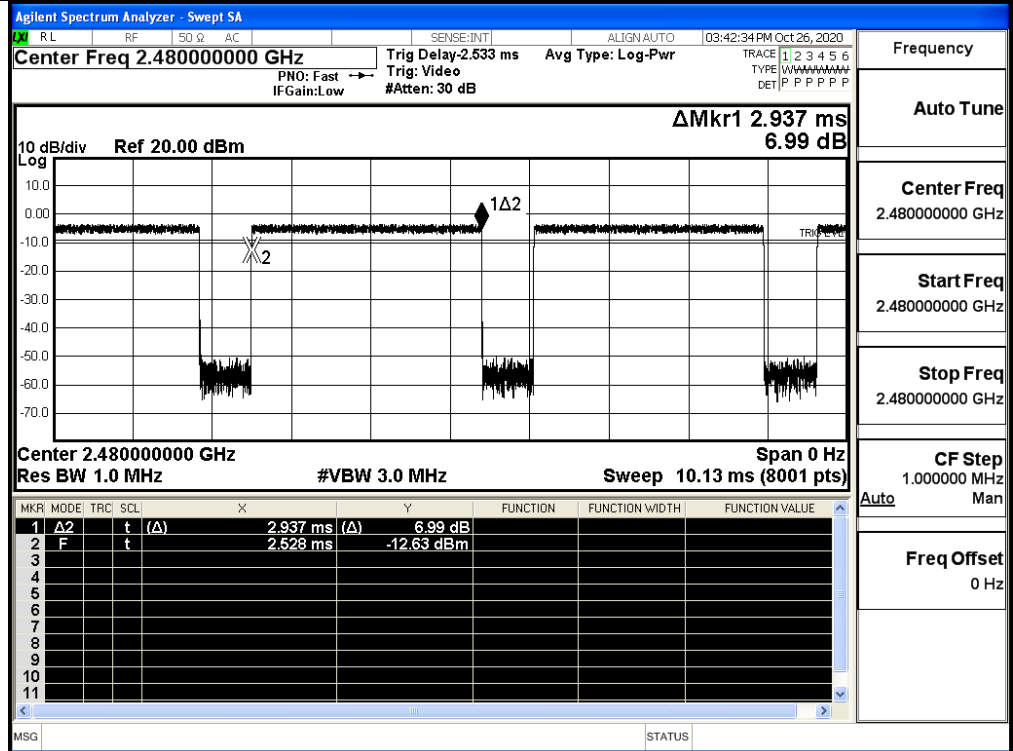 Agilent Spectrum Analyzer - Swept SA
LXI RL RF 50 Ω AC SENSE:INT ALIGN AUTO 03:42:34 PM Oct 26, 2020
Center Freq 2.480000000 GHz
PNO: Fast
IFGain:Low
Trig Delay-2.533 ms
Trig: Video
#Atten: 30 dB
Avg Type: Log-Pwr
TRACE 1 2 3 4 5 6
TYPE WWWWWW
DET P P P P P P
ΔMkr1 2.937 ms
6.99 dB
10 dB/div Ref 20.00 dBm
Log
10.0
0.00
-10.0
-20.0
-30.0
-40.0
-50.0
-60.0
-70.0
1Δ2
2
Center 2.480000000 GHz Span 0 Hz
Res BW 1.0 MHz #VBW 3.0 MHz Sweep 10.13 ms (8001 pts)
MKR MODE TRC SCL X Y FUNCTION FUNCTION WIDTH FUNCTION VALUE
1 Δ2 t (Δ) 2.937 ms (Δ) 6.99 dB
2 F t 2.528 ms -12.63 dBm
3
4
5
6
7
8
9
10
11
MSG STATUS
Frequency
Auto Tune
Center Freq
2.480000000 GHz
Start Freq
2.480000000 GHz
Stop Freq
2.480000000 GHz
CF Step
1.000000 MHz
Auto Man
Freq Offset
0 Hz